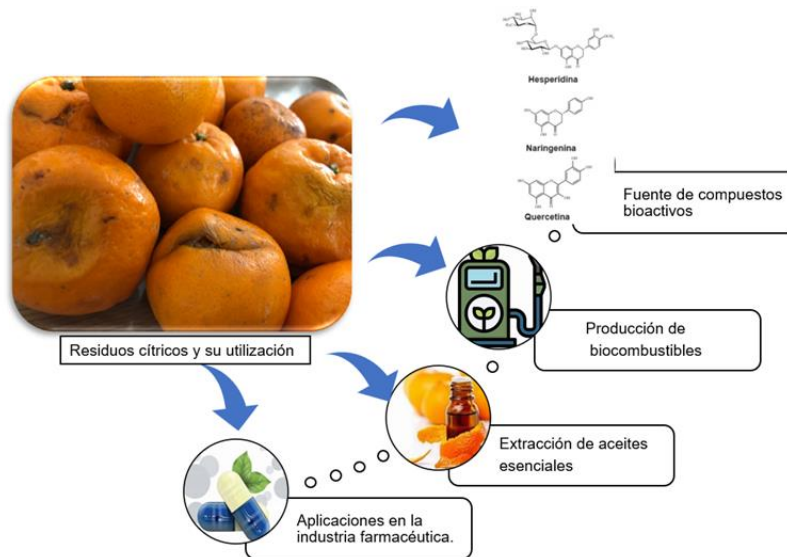 Hesperidina
Naringenina
Quercetina
Fuente de compuestos
bioactivos
Producción de
biocombustibles
Residuos cítricos y su utilización
Extracción de aceites
esenciales
Aplicaciones en la
industria farmacéutica.